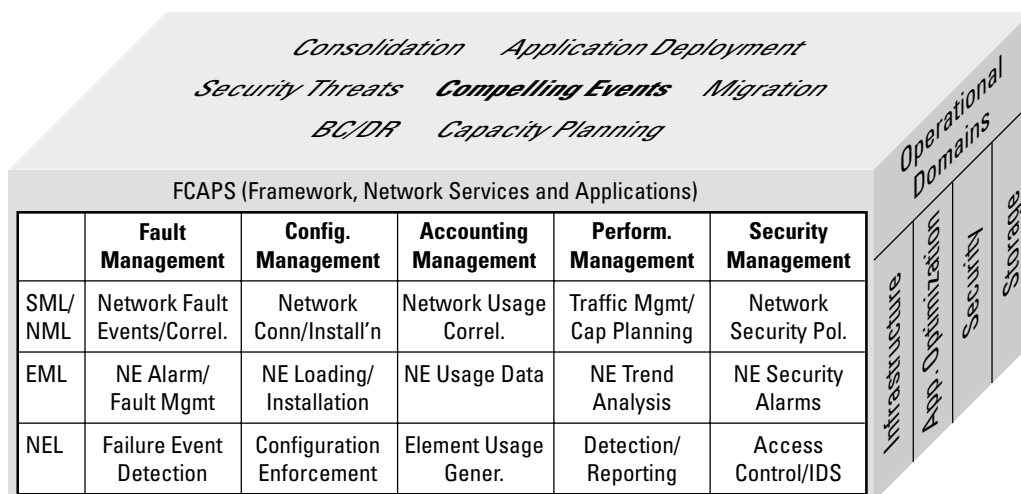 Consolidation Application Deployment
Security Threats Compelling Events Migration
BC/DR Capacity Planning
Operational
Domains
FCAPS (Framework, Network Services and Applications)
Fault
Management
Config.
Management
Accounting
Management
Perform.
Management
Security
Management
SML/
NML
Network Fault
Events/Correl.
Network
Conn/Install'n
Network Usage
Correl.
Traffic Mgmt/
Cap Planning
Network
Security Pol.
EML
NE Alarm/
Fault Mgmt
NE Loading/
Installation
NE Usage Data
NE Trend
Analysis
NE Security
Alarms
NEL
Failure Event
Detection
Configuration
Enforcement
Element Usage
Gener.
Detection/
Reporting
Access
Control/IDS
Infrastructure
App. Optimization
Security
Storage